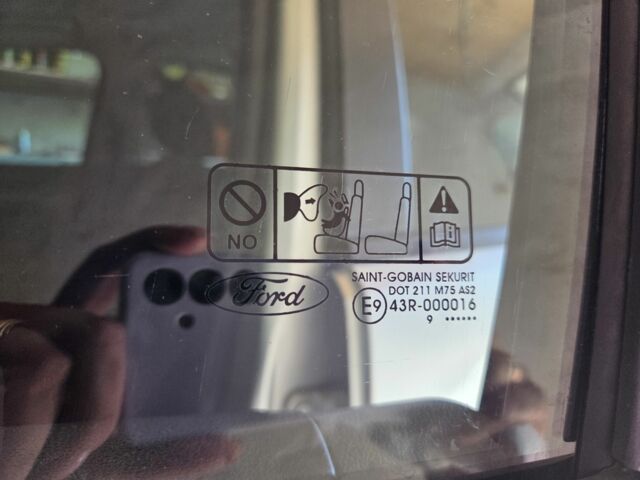 NO
Ford
SAINT-GOBAIN SEKURIT
DOT 211 M75 AS2
E9 43R-000016
9 ••••••